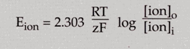 E_ion = 2.303 RT/zF log [ion]_o/[ion]_i